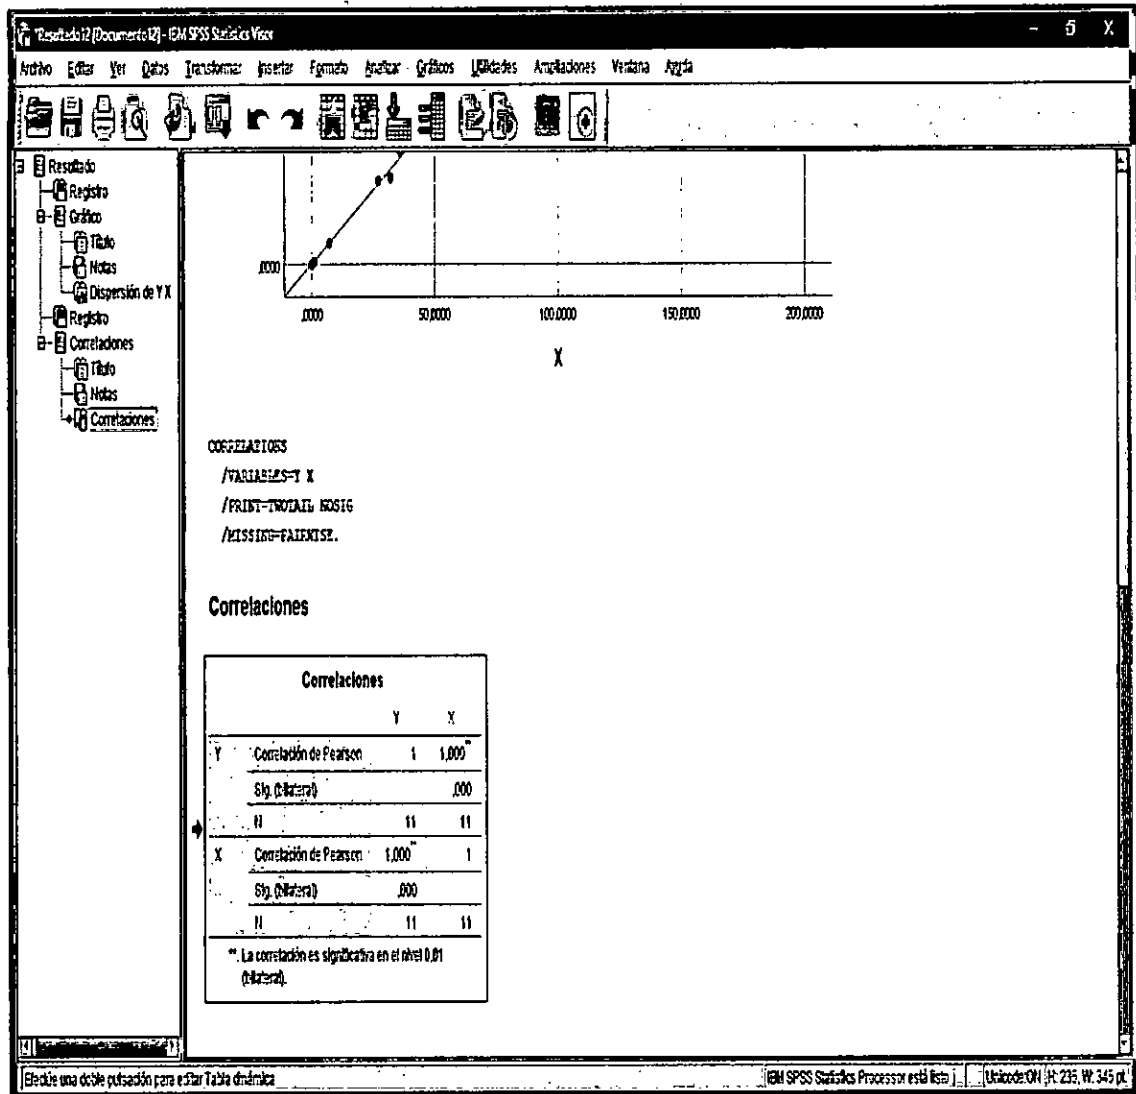 *Resultado12 [Documento12] - IBM SPSS Statistics Visor
Archivo Editar Ver Datos Transformar Insertar Formato Analizar Gráficos Utilidades Ampliaciones Ventana Ayuda
Resultado
Registro
Gráfico
Título
Notas
Dispersión de Y X
Registro
Correlaciones
Título
Notas
Correlaciones
,0000
,0000 50,0000 100,0000 150,0000 200,0000
X
CORRELATIONS
/VARIABLES=Y X
/PRINT=TWOTAIL NOSIG
/MISSING=PAIRWISE.
Correlaciones
Correlaciones
Y X
Y Correlación de Pearson 1 1,000**
Sig. (bilateral) ,000
N 11 11
X Correlación de Pearson 1,000** 1
Sig. (bilateral) ,000
N 11 11
**. La correlación es significativa en el nivel 0,01
(bilateral).
Efectúe una doble pulsación para editar Tabla dinámica IBM SPSS Statistics Processor está listo Unicode:ON H: 235, W: 345 pt.